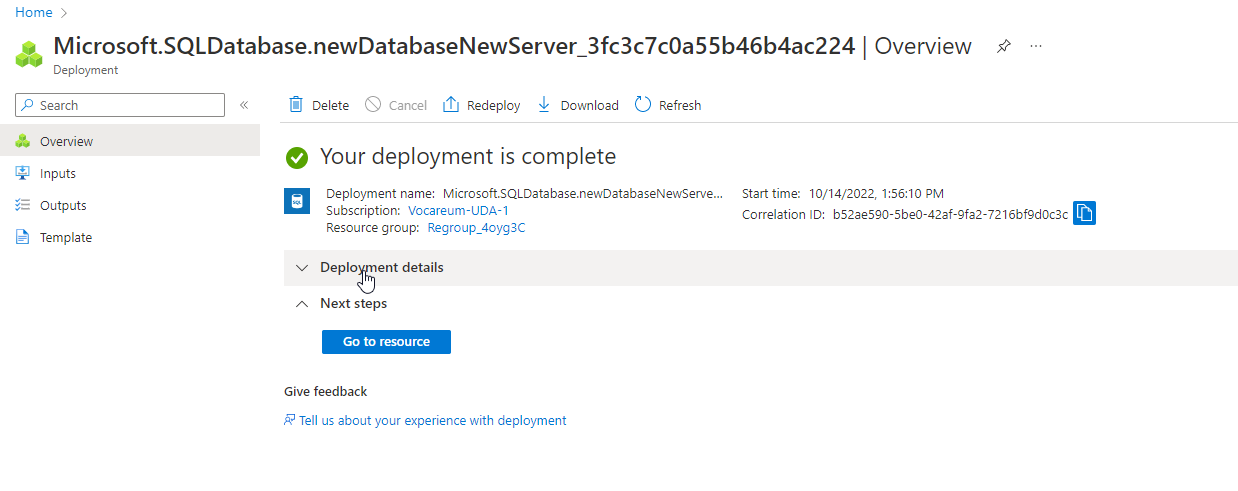 Home
Microsoft.SQLDatabase.newDatabaseNewServer_3fc3c7c0a55b46b4ac224 | Overview
Deployment
Search
Overview
Inputs
Outputs
Template
Delete Cancel Redeploy Download Refresh
Your deployment is complete
Deployment name: Microsoft.SQLDatabase.newDatabaseNewServe...
Subscription: Vocareum-UDA-1
Resource group: Regroup_4oyg3C
Start time: 10/14/2022, 1:56:10 PM
Correlation ID: b52ae590-5be0-42af-9fa2-7216bf9d0c3c
SQL
Deployment details
Next steps
Go to resource
Give feedback
Tell us about your experience with deployment